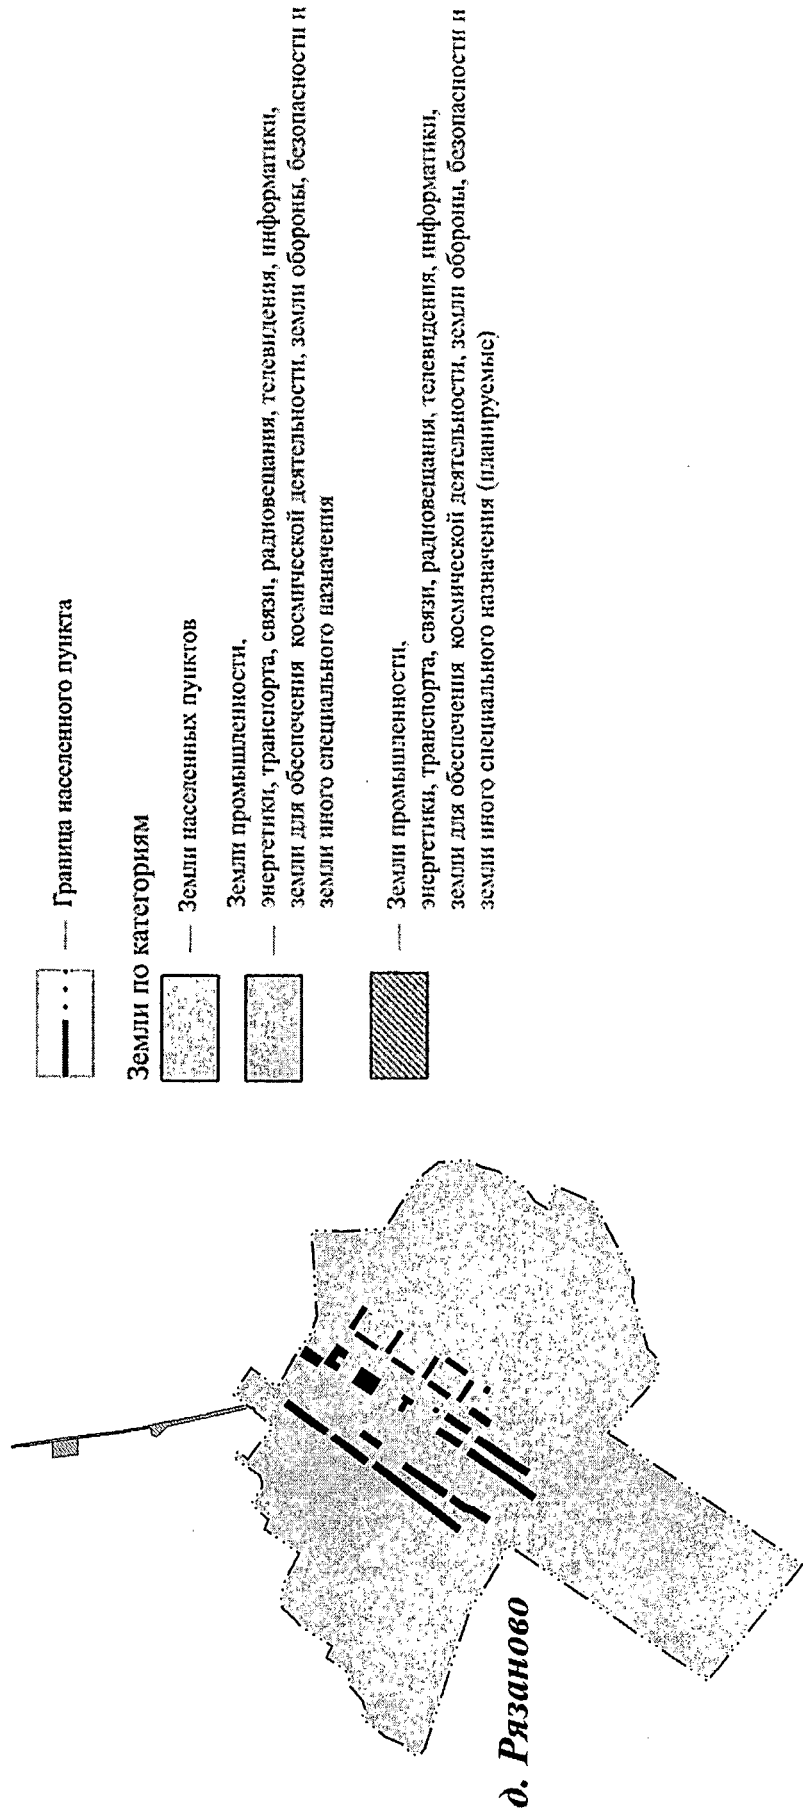 — Граница населенного пункта
Земли по категориям
— Земли населенных пунктов
Земли промышленности,
— энергетики, транспорта, связи, радиовещания, телевидения, информатики,
земли для обеспечения космической деятельности, земли обороны, безопасности и
земли иного специального назначения
— Земли промышленности,
энергетики, транспорта, связи, радиовещания, телевидения, информатики,
земли для обеспечения космической деятельности, земли обороны, безопасности и
земли иного специального назначения (планируемые)
д. Рязаново